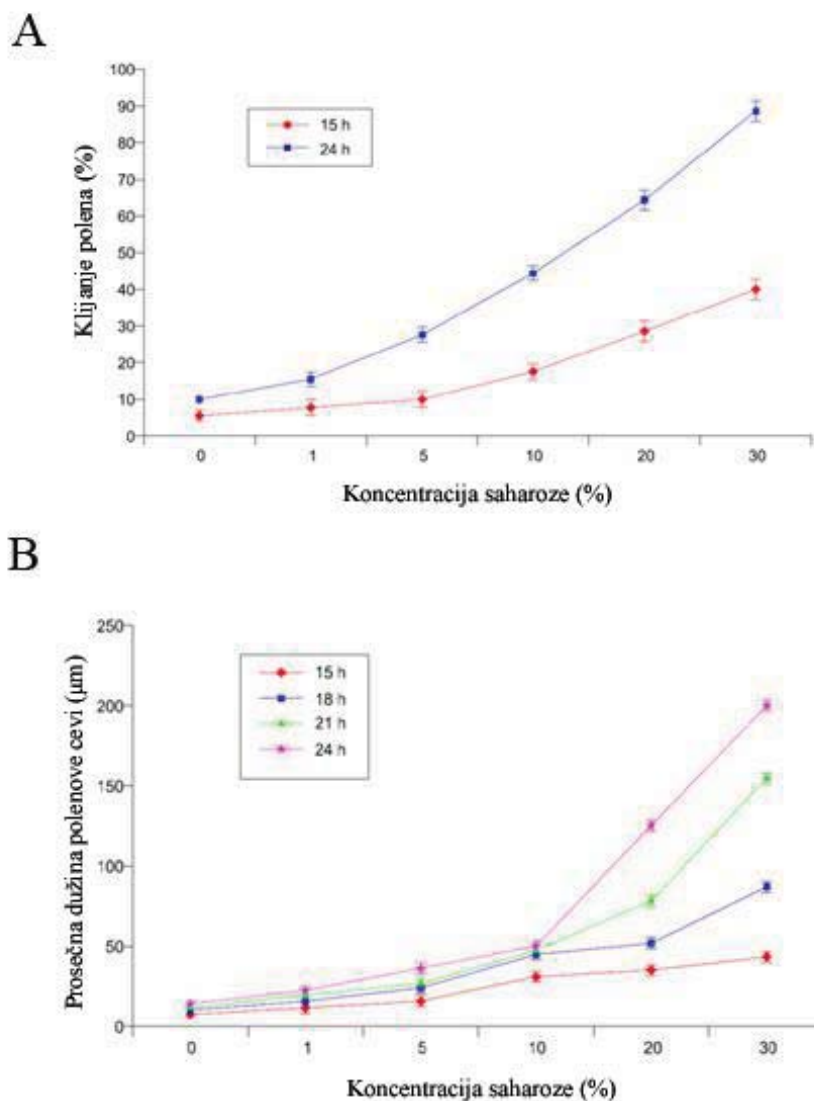 A
100
90
80
70
60
50
40
30
20
10
0
Klijanje polena (%)
15 h
24 h
0 1 5 10 20 30
Koncentracija saharoze (%)
B
250
200
150
100
50
0
Prosečna dužina polenove cevi (μm)
15 h
18 h
21 h
24 h
0 1 5 10 20 30
Koncentracija saharoze (%)